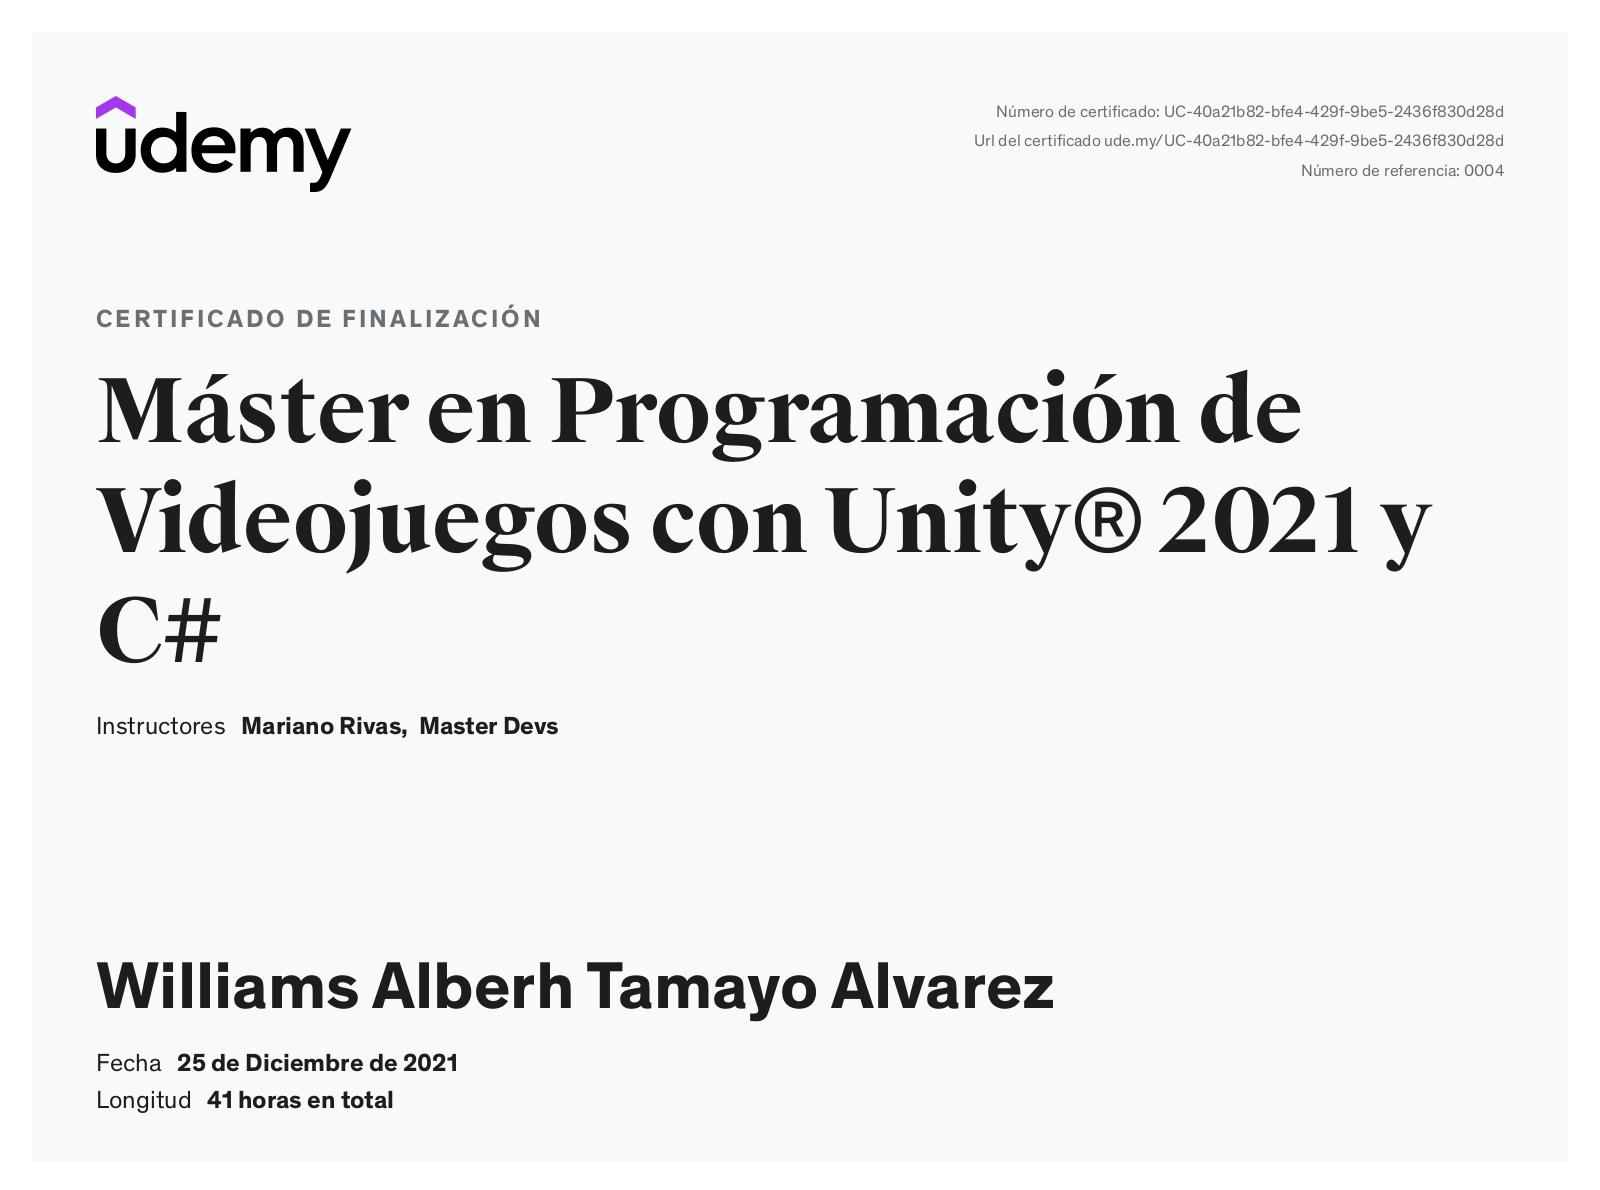 udemy
Número de certificado: UC-40a21b82-bfe4-429f-9be5-2436f830d28d
Url del certificado ude.my/UC-40a21b82-bfe4-429f-9be5-2436f830d28d
Número de referencia: 0004
CERTIFICADO DE FINALIZACIÓN
Máster en Programación de
Videojuegos con Unity® 2021 y
C#
Instructores Mariano Rivas, Master Devs
Williams Alberh Tamayo Alvarez
Fecha 25 de Diciembre de 2021
Longitud 41 horas en total